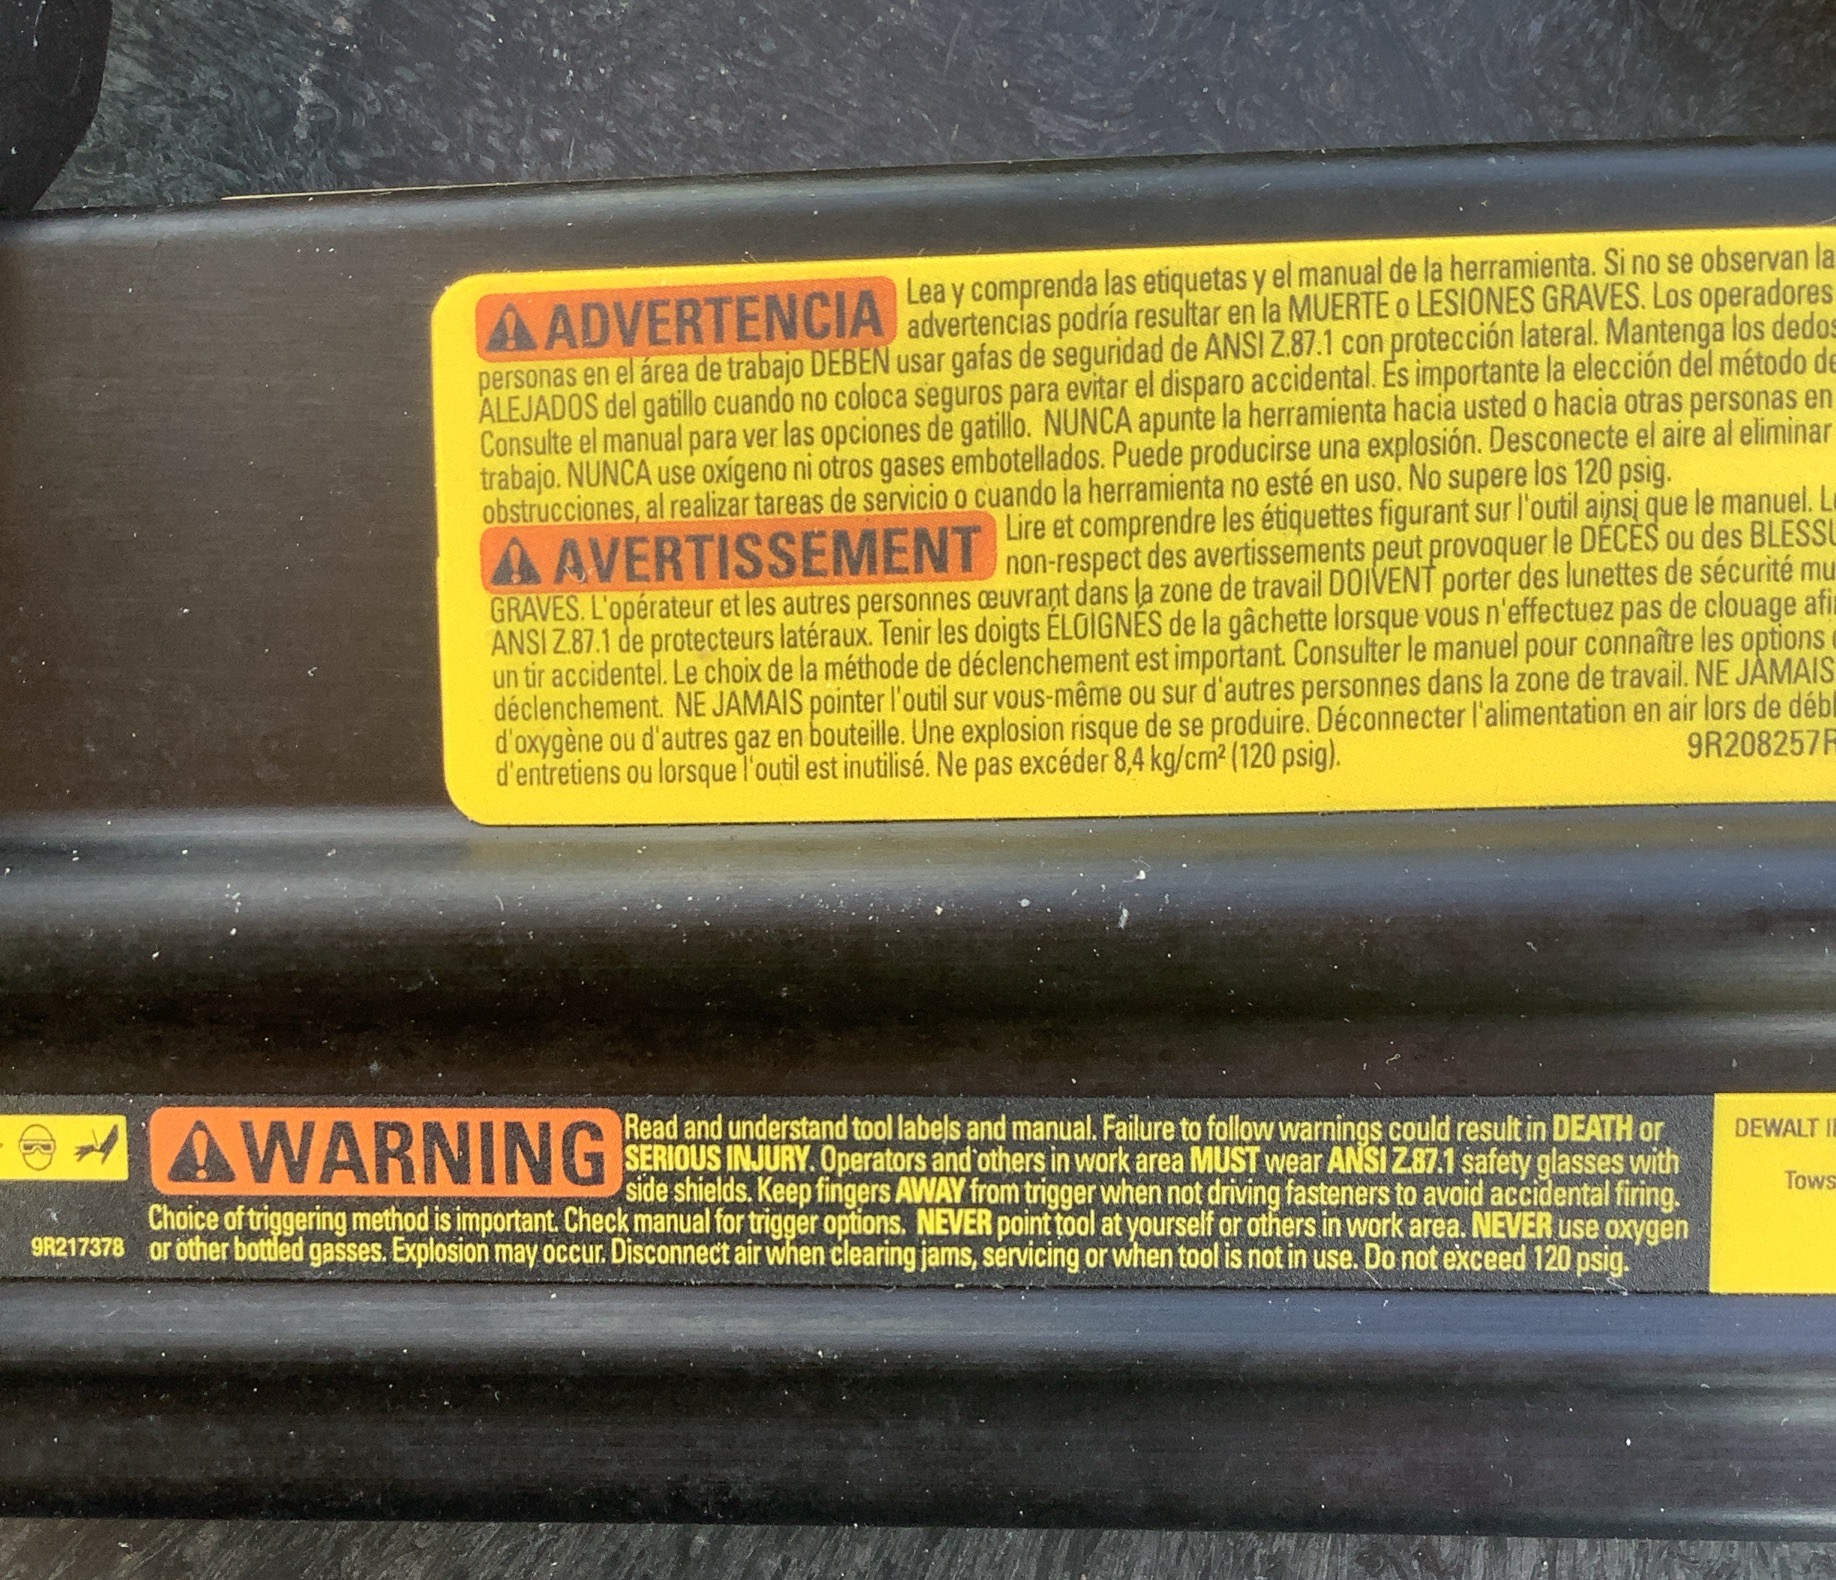 ADVERTENCIA
Lea y comprenda las etiquetas y el manual de la herramienta. Si no se observan la
advertencias podría resultar en la MUERTE o LESIONES GRAVES. Los operadores
personas en el área de trabajo DEBEN usar gafas de seguridad de ANSI Z.87.1 con protección lateral. Mantenga los dedos
ALEJADOS del gatillo cuando no coloca seguros para evitar el disparo accidental. Es importante la elección del método de
Consulte el manual para ver las opciones de gatillo. NUNCA apunte la herramienta hacia usted o hacia otras personas en
trabajo. NUNCA use oxígeno ni otros gases embotellados. Puede producirse una explosión. Desconecte el aire al eliminar
obstrucciones, al realizar tareas de servicio o cuando la herramienta no esté en uso. No supere los 120 psig.
AVERTISSEMENT
Lire et comprendre les étiquettes figurant sur l'outil ainsi que le manuel. L
non-respect des avertissements peut provoquer le DÉCÈS ou des BLESSU
GRAVES. L'opérateur et les autres personnes œuvrant dans la zone de travail DOIVENT porter des lunettes de sécurité mu
ANSI Z.87.1 de protecteurs latéraux. Tenir les doigts ÉLOIGNÉS de la gâchette lorsque vous n'effectuez pas de clouage afi
un tir accidentel. Le choix de la méthode de déclenchement est important. Consulter le manuel pour connaître les options
déclenchement. NE JAMAIS pointer l'outil sur vous-même ou sur d'autres personnes dans la zone de travail. NE JAMAIS
d'oxygène ou d'autres gaz en bouteille. Une explosion risque de se produire. Déconnecter l'alimentation en air lors de débl
d'entretiens ou lorsque l'outil est inutilisé. Ne pas excéder 8,4 kg/cm² (120 psig).
9R208257R
WARNING
Read and understand tool labels and manual. Failure to follow warnings could result in DEATH or
SERIOUS INJURY. Operators and others in work area MUST wear ANSI Z.87.1 safety glasses with
side shields. Keep fingers AWAY from trigger when not driving fasteners to avoid accidental firing.
Choice of triggering method is important. Check manual for trigger options. NEVER point tool at yourself or others in work area. NEVER use oxygen
or other bottled gasses. Explosion may occur. Disconnect air when clearing jams, servicing or when tool is not in use. Do not exceed 120 psig.
9R217378
DEWALT I
Tows